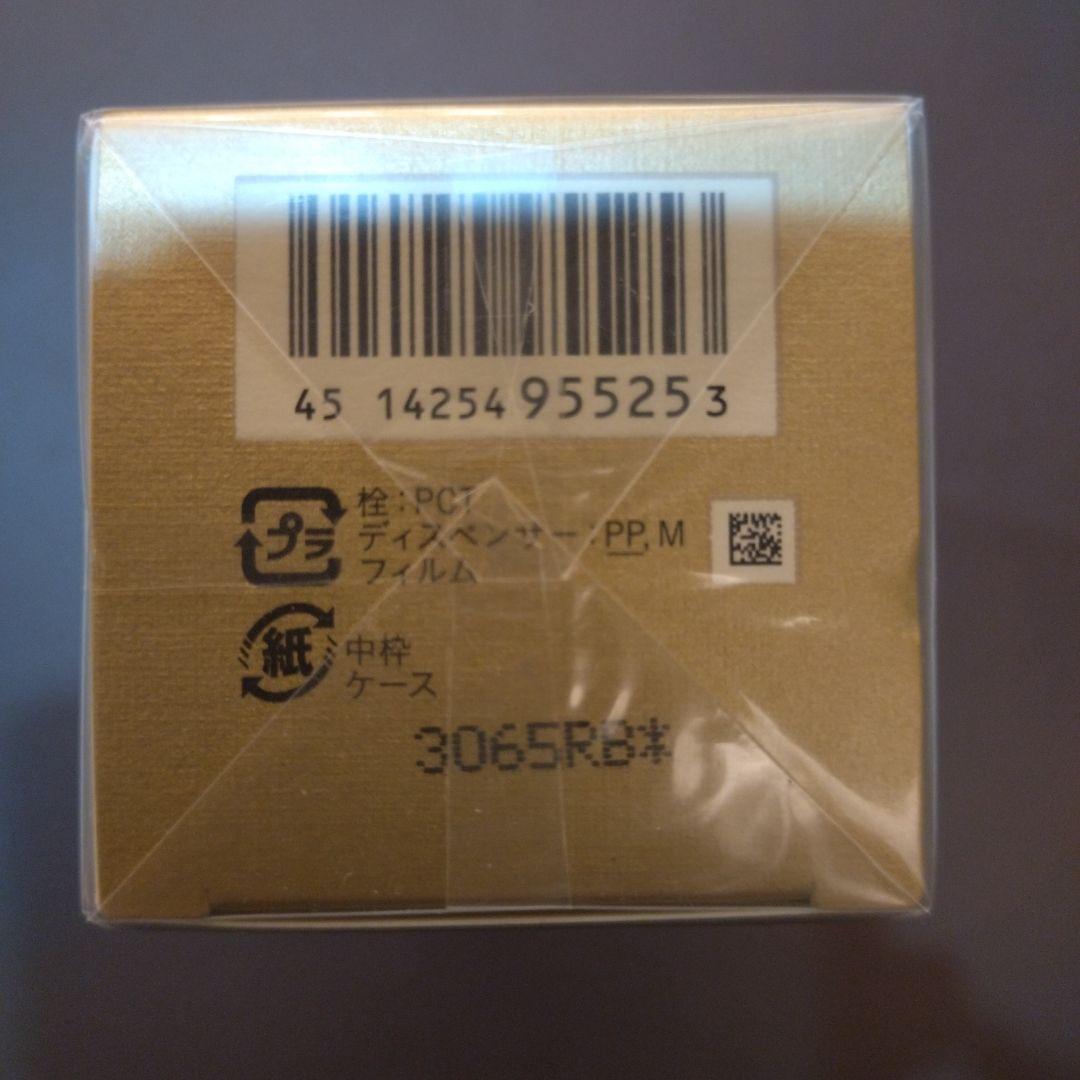 45 14254 95525 3
プラ
栓：PCT
ディスペンサー：PP, M
フィルム
紙
中枠
ケース
3065RB*